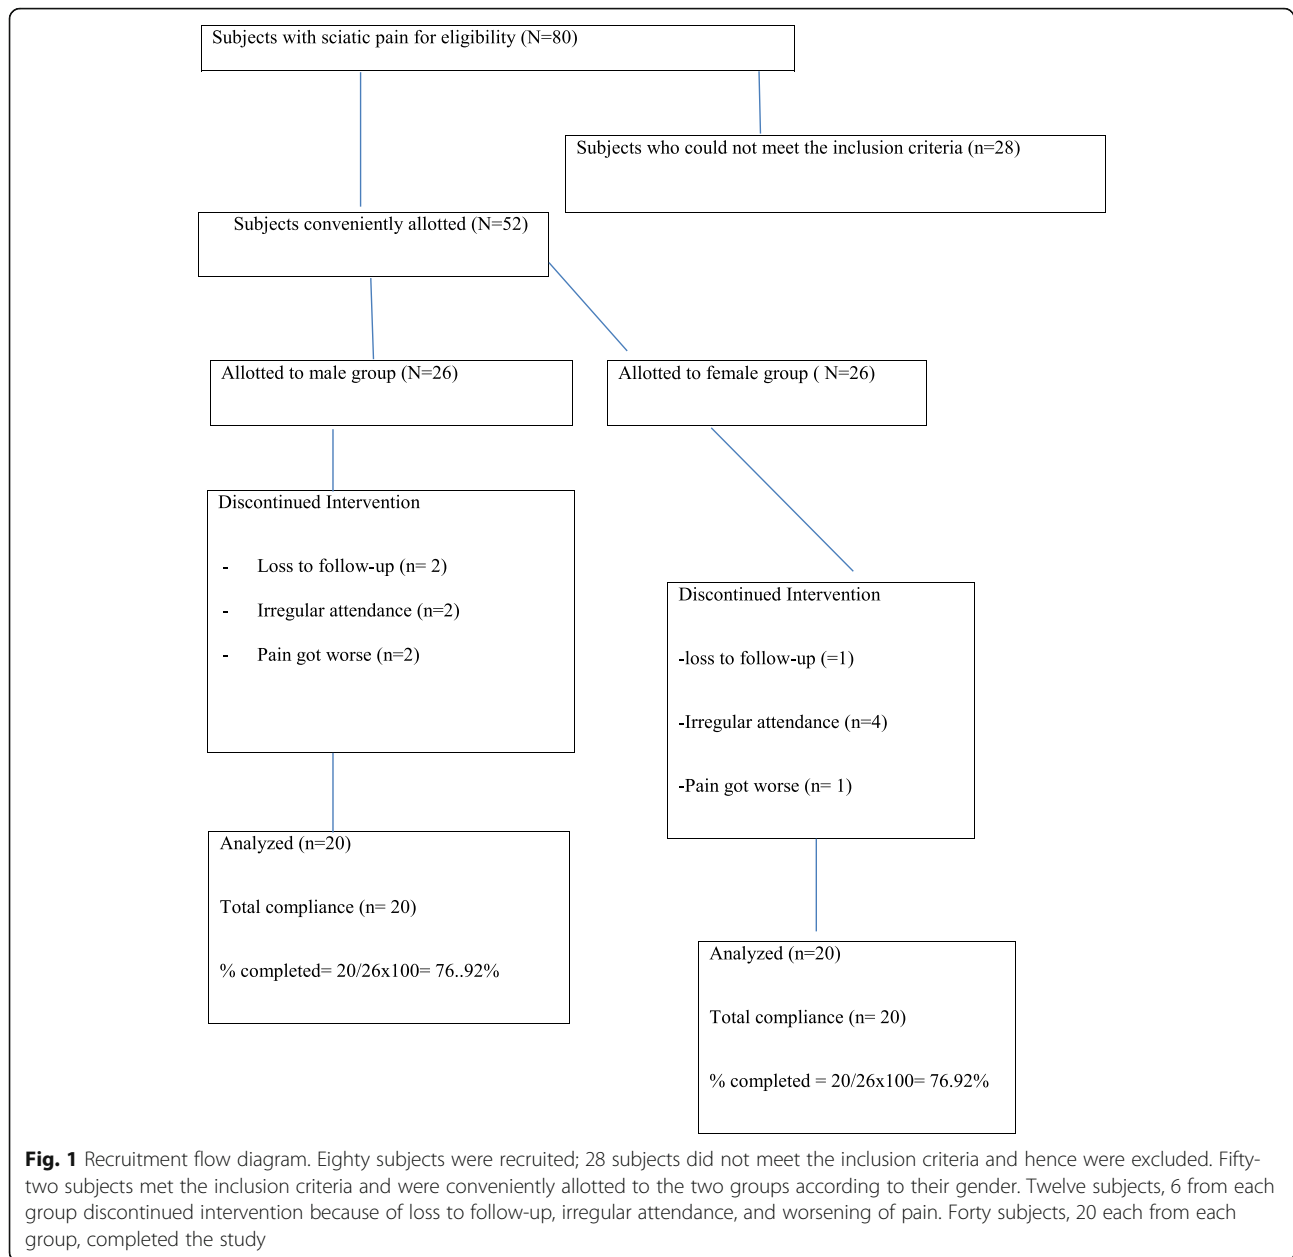 Subjects with sciatic pain for eligibility (N=80)
Subjects who could not meet the inclusion criteria (n=28)
Subjects conveniently allotted (N=52)
Allotted to male group (N=26)
Allotted to female group ( N=26)
Discontinued Intervention
- Loss to follow-up (n= 2)
- Irregular attendance (n=2)
- Pain got worse (n=2)
Discontinued Intervention
-loss to follow-up (=1)
-Irregular attendance (n=4)
-Pain got worse (n= 1)
Analyzed (n=20)
Total compliance (n= 20)
% completed= 20/26x100= 76..92%
Analyzed (n=20)
Total compliance (n= 20)
% completed = 20/26x100= 76.92%
Fig. 1 Recruitment flow diagram. Eighty subjects were recruited; 28 subjects did not meet the inclusion criteria and hence were excluded. Fifty-
two subjects met the inclusion criteria and were conveniently allotted to the two groups according to their gender. Twelve subjects, 6 from each
group discontinued intervention because of loss to follow-up, irregular attendance, and worsening of pain. Forty subjects, 20 each from each
group, completed the study